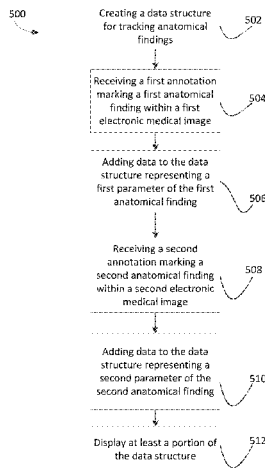 500
Creating a data structure
for tracking anatomical
findings
502
Receiving a first annotation
marking a first anatomical
finding within a first
electronic medical image
504
Adding data to the data
structure representing a
first parameter of the first
anatomical finding
506
Receiving a second
annotation marking a
second anatomical finding
within a second electronic
medical image
508
Adding data to the data
structure representing a
second parameter of the
second anatomical finding
510
Display at least a portion of
the data structure
512